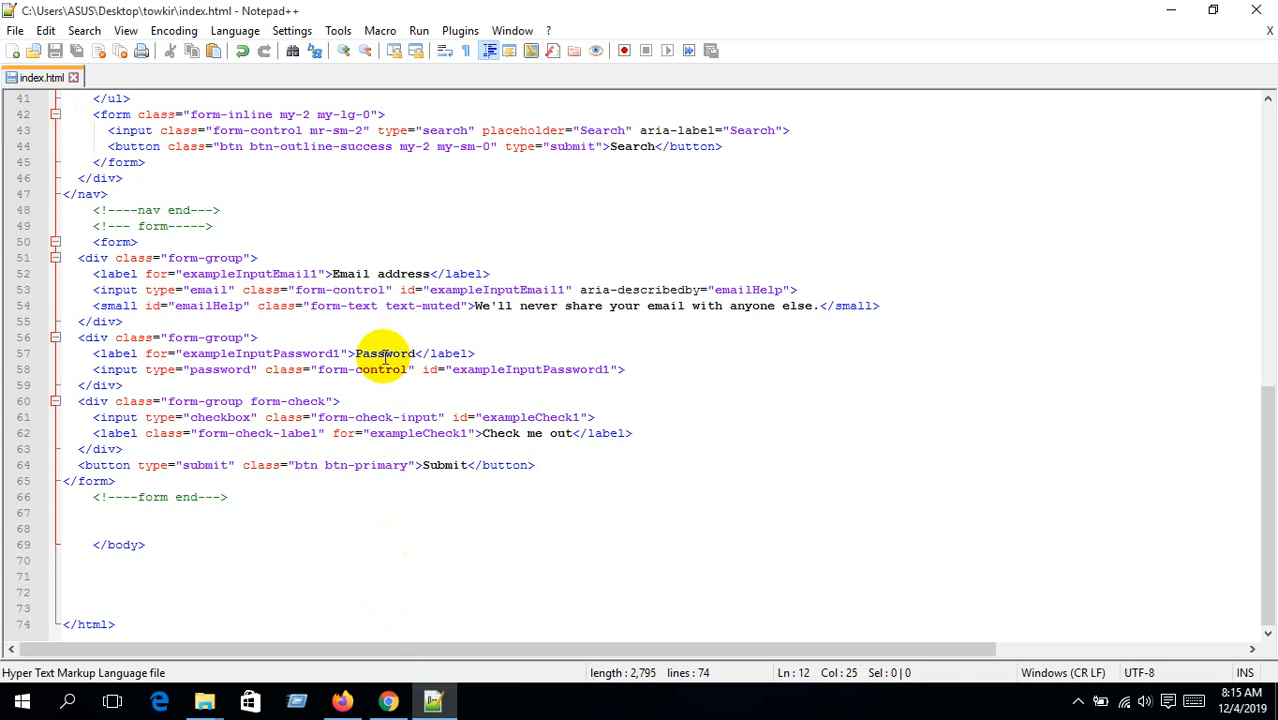 C:\Users\ASUS\Desktop\towkir\index.html - Notepad++
File Edit Search View Encoding Language Settings Tools Macro Run Plugins Window ? X
index.html
41 </ul>
42 <form class="form-inline my-2 my-lg-0">
43 <input class="form-control mr-sm-2" type="search" placeholder="Search" aria-label="Search">
44 <button class="btn btn-outline-success my-2 my-sm-0" type="submit">Search</button>
45 </form>
46 </div>
47 </nav>
48 <!----nav end--->
49 <!--- form----->
50 <form>
51 <div class="form-group">
52 <label for="exampleInputEmail1">Email address</label>
53 <input type="email" class="form-control" id="exampleInputEmail1" aria-describedby="emailHelp">
54 <small id="emailHelp" class="form-text text-muted">We'll never share your email with anyone else.</small>
55 </div>
56 <div class="form-group">
57 <label for="exampleInputPassword1">Password</label>
58 <input type="password" class="form-control" id="exampleInputPassword1">
59 </div>
60 <div class="form-group form-check">
61 <input type="checkbox" class="form-check-input" id="exampleCheck1">
62 <label class="form-check-label" for="exampleCheck1">Check me out</label>
63 </div>
64 <button type="submit" class="btn btn-primary">Submit</button>
65 </form>
66 <!----form end--->
67
68
69 </body>
70
71
72
73
74 </html>
Hyper Text Markup Language file length : 2,795 lines : 74 Ln : 12 Col : 25 Sel : 0 | 0 Windows (CR LF) UTF-8 INS
8:15 AM
12/4/2019